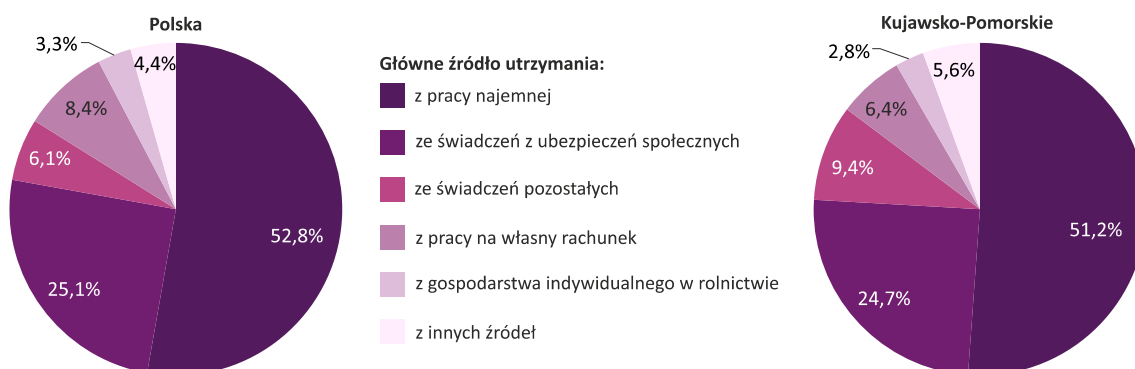 Polska
3,3%
4,4%
8,4%
6,1%
52,8%
25,1%
Główne źródło utrzymania:
z pracy najemnej
ze świadczeń z ubezpieczeń społecznych
ze świadczeń pozostałych
z pracy na własny rachunek
z gospodarstwa indywidualnego w rolnictwie
z innych źródeł
Kujawsko-Pomorskie
2,8%
5,6%
6,4%
9,4%
51,2%
24,7%